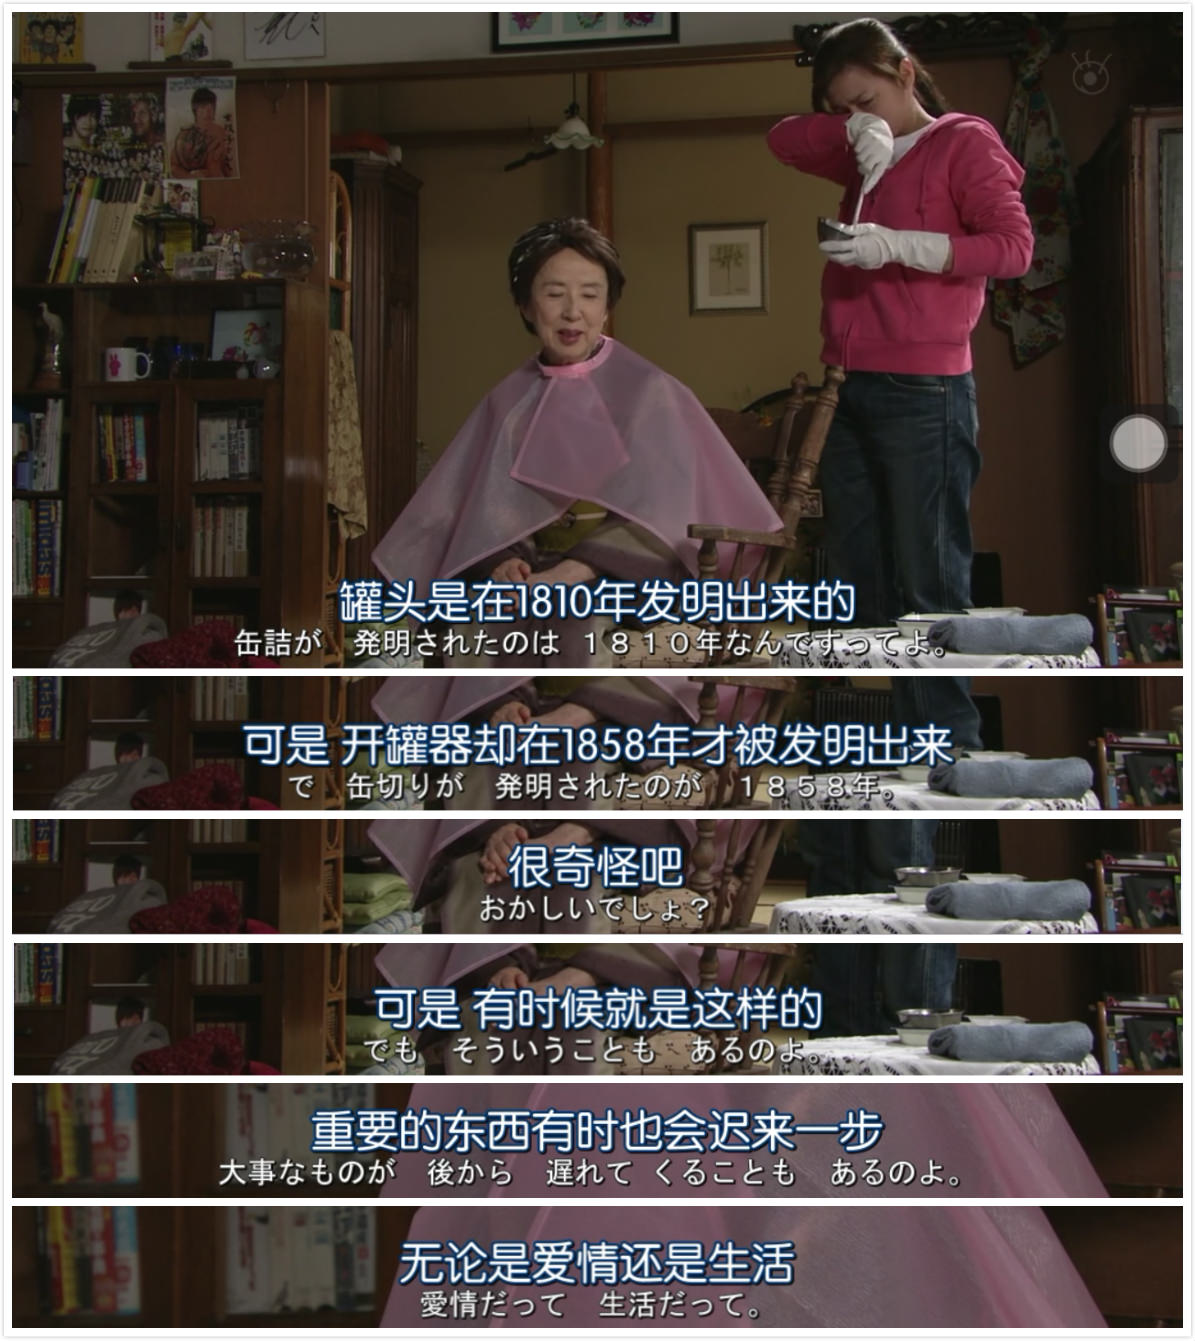 罐头是在1810年发明出来的
缶詰が 発明されたのは １８１０年なんですってよ。
可是 开罐器却在1858年才被发明出来
で 缶切りが 発明されたのが １８５８年。
很奇怪吧
おかしいでしょ？
可是 有时候就是这样的
でも そういうことも あるのよ。
重要的东西有时也会迟来一步
大事なものが 後から 遅れて くることも あるのよ。
无论是爱情还是生活
愛情だって 生活だって。